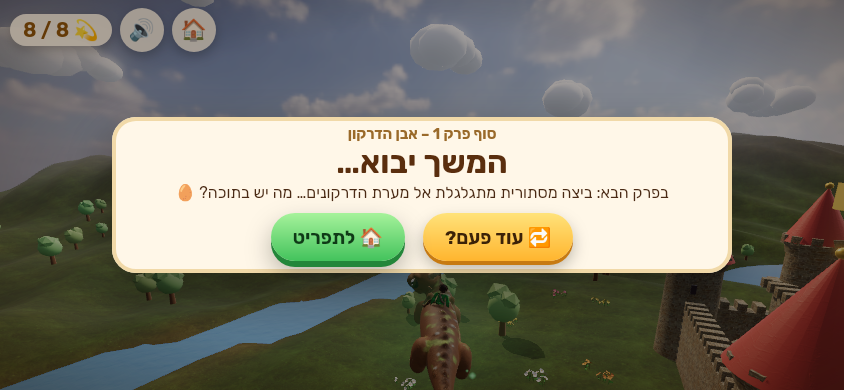 8 / 8 💫
סוף פרק 1 – אבן הדרקון
המשך יבוא...
בפרק הבא: ביצה מסתורית מתגלגלת אל מערת הדרקונים... מה יש בתוכה? 🥚
🔁 עוד פעם?
🏠 לתפריט